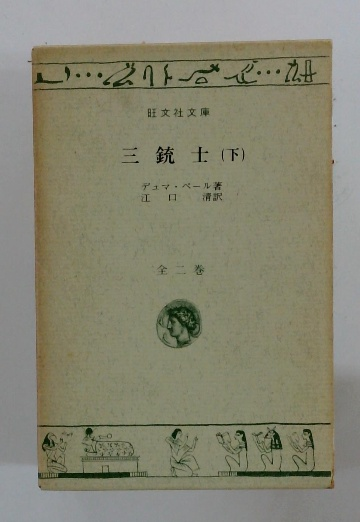 旺文社文庫
三銃士(下)
デュマ・ペール著
江口清訳
全二巻